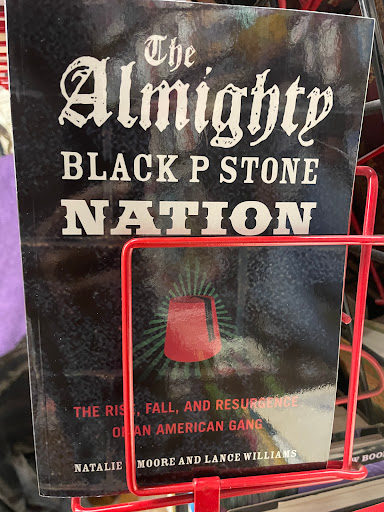 The
Almighty
BLACK P STONE
NATION
THE RISE, FALL, AND RESURGENCE
OF AN AMERICAN GANG
NATALIE MOORE AND LANCE WILLIAMS
BOO